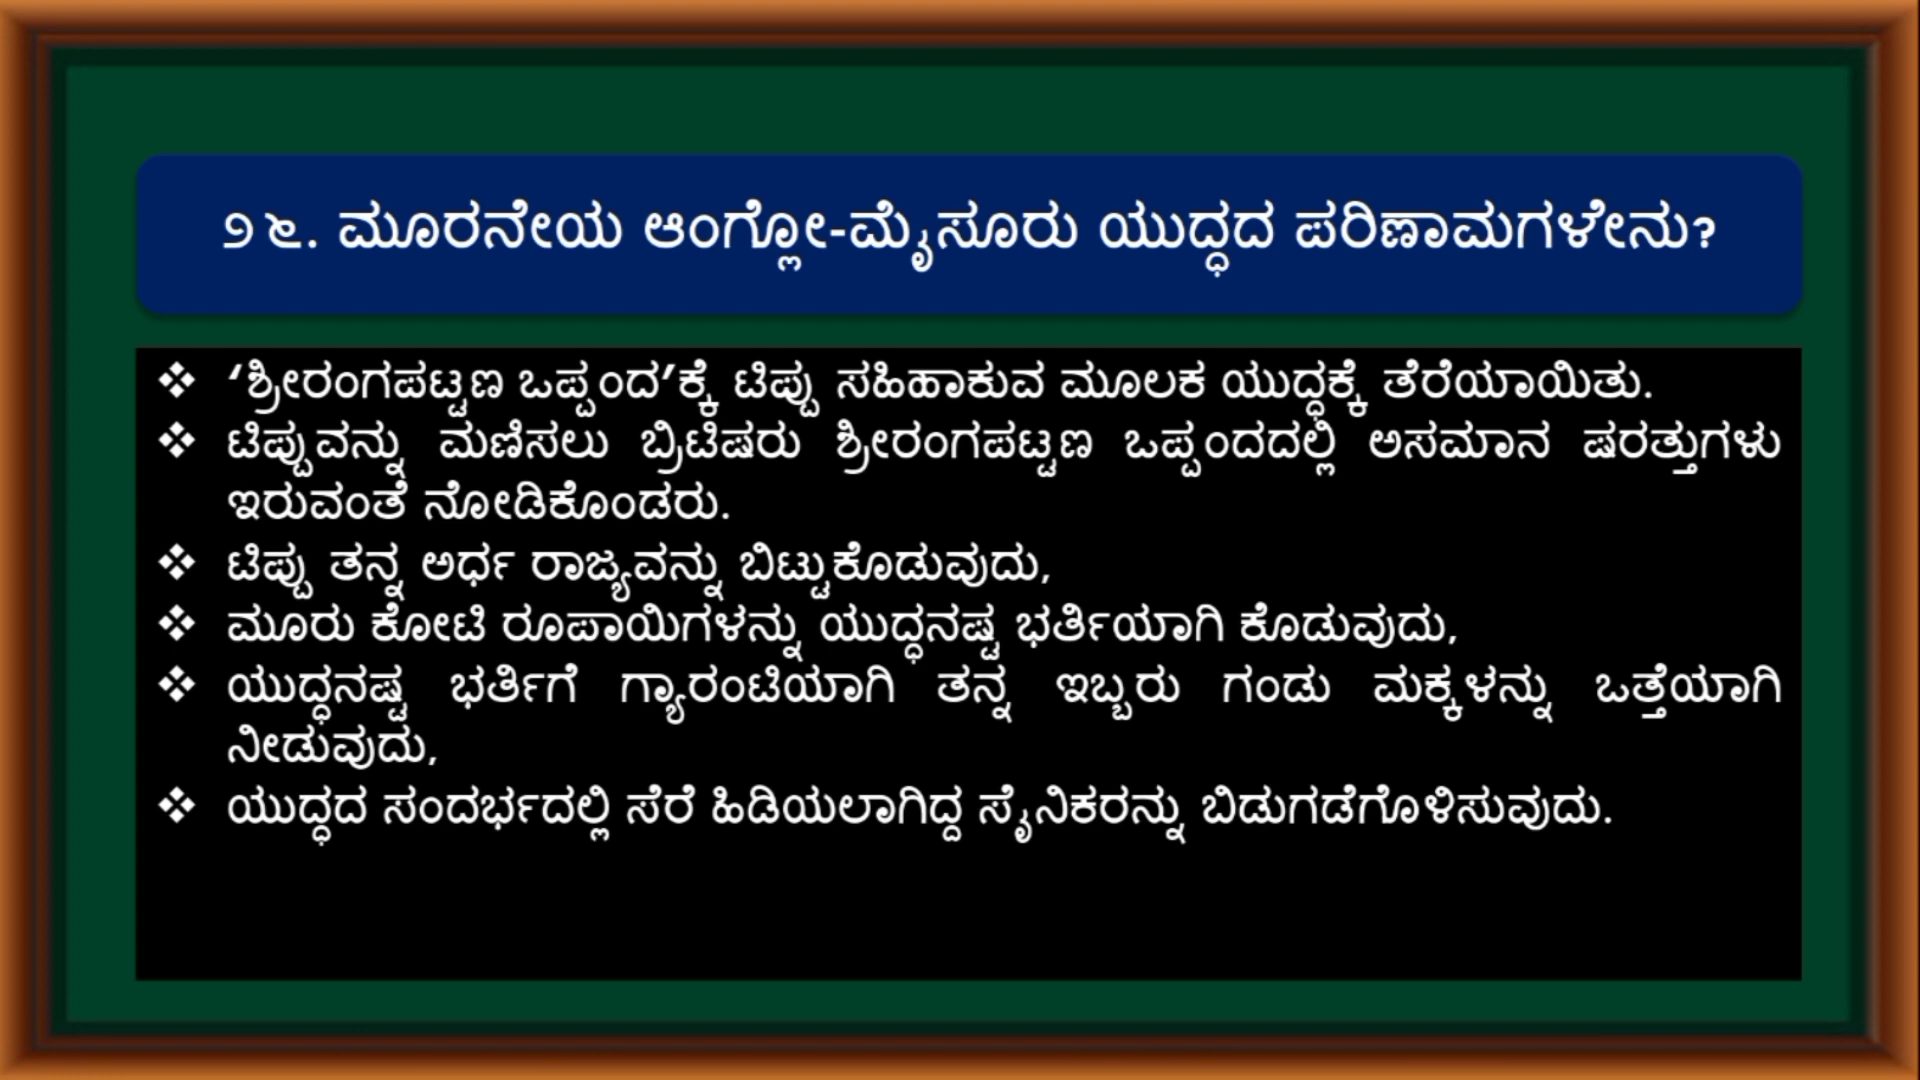 ೨೬. ಮೂರನೇಯ ಆಂಗ್ಲೋ-ಮೈಸೂರು ಯುದ್ಧದ ಪರಿಣಾಮಗಳೇನು?
❖ ‘ಶ್ರೀರಂಗಪಟ್ಟಣ ಒಪ್ಪಂದ’ಕ್ಕೆ ಟಿಪ್ಪು ಸಹಿಹಾಕುವ ಮೂಲಕ ಯುದ್ಧಕ್ಕೆ ತೆರೆಯಾಯಿತು.
❖ ಟಿಪ್ಪುವನ್ನು ಮಣಿಸಲು ಬ್ರಿಟಿಷರು ಶ್ರೀರಂಗಪಟ್ಟಣ ಒಪ್ಪಂದದಲ್ಲಿ ಅಸಮಾನ ಷರತ್ತುಗಳು
ಇರುವಂತೆ ನೋಡಿಕೊಂಡರು.
❖ ಟಿಪ್ಪು ತನ್ನ ಅರ್ಧ ರಾಜ್ಯವನ್ನು ಬಿಟ್ಟುಕೊಡುವುದು,
❖ ಮೂರು ಕೋಟಿ ರೂಪಾಯಿಗಳನ್ನು ಯುದ್ಧನಷ್ಟ ಭರ್ತಿಯಾಗಿ ಕೊಡುವುದು,
❖ ಯುದ್ಧನಷ್ಟ ಭರ್ತಿಗೆ ಗ್ಯಾರಂಟಿಯಾಗಿ ತನ್ನ ಇಬ್ಬರು ಗಂಡು ಮಕ್ಕಳನ್ನು ಒತ್ತೆಯಾಗಿ
ನೀಡುವುದು,
❖ ಯುದ್ಧದ ಸಂದರ್ಭದಲ್ಲಿ ಸೆರೆ ಹಿಡಿಯಲಾಗಿದ್ದ ಸೈನಿಕರನ್ನು ಬಿಡುಗಡೆಗೊಳಿಸುವುದು.